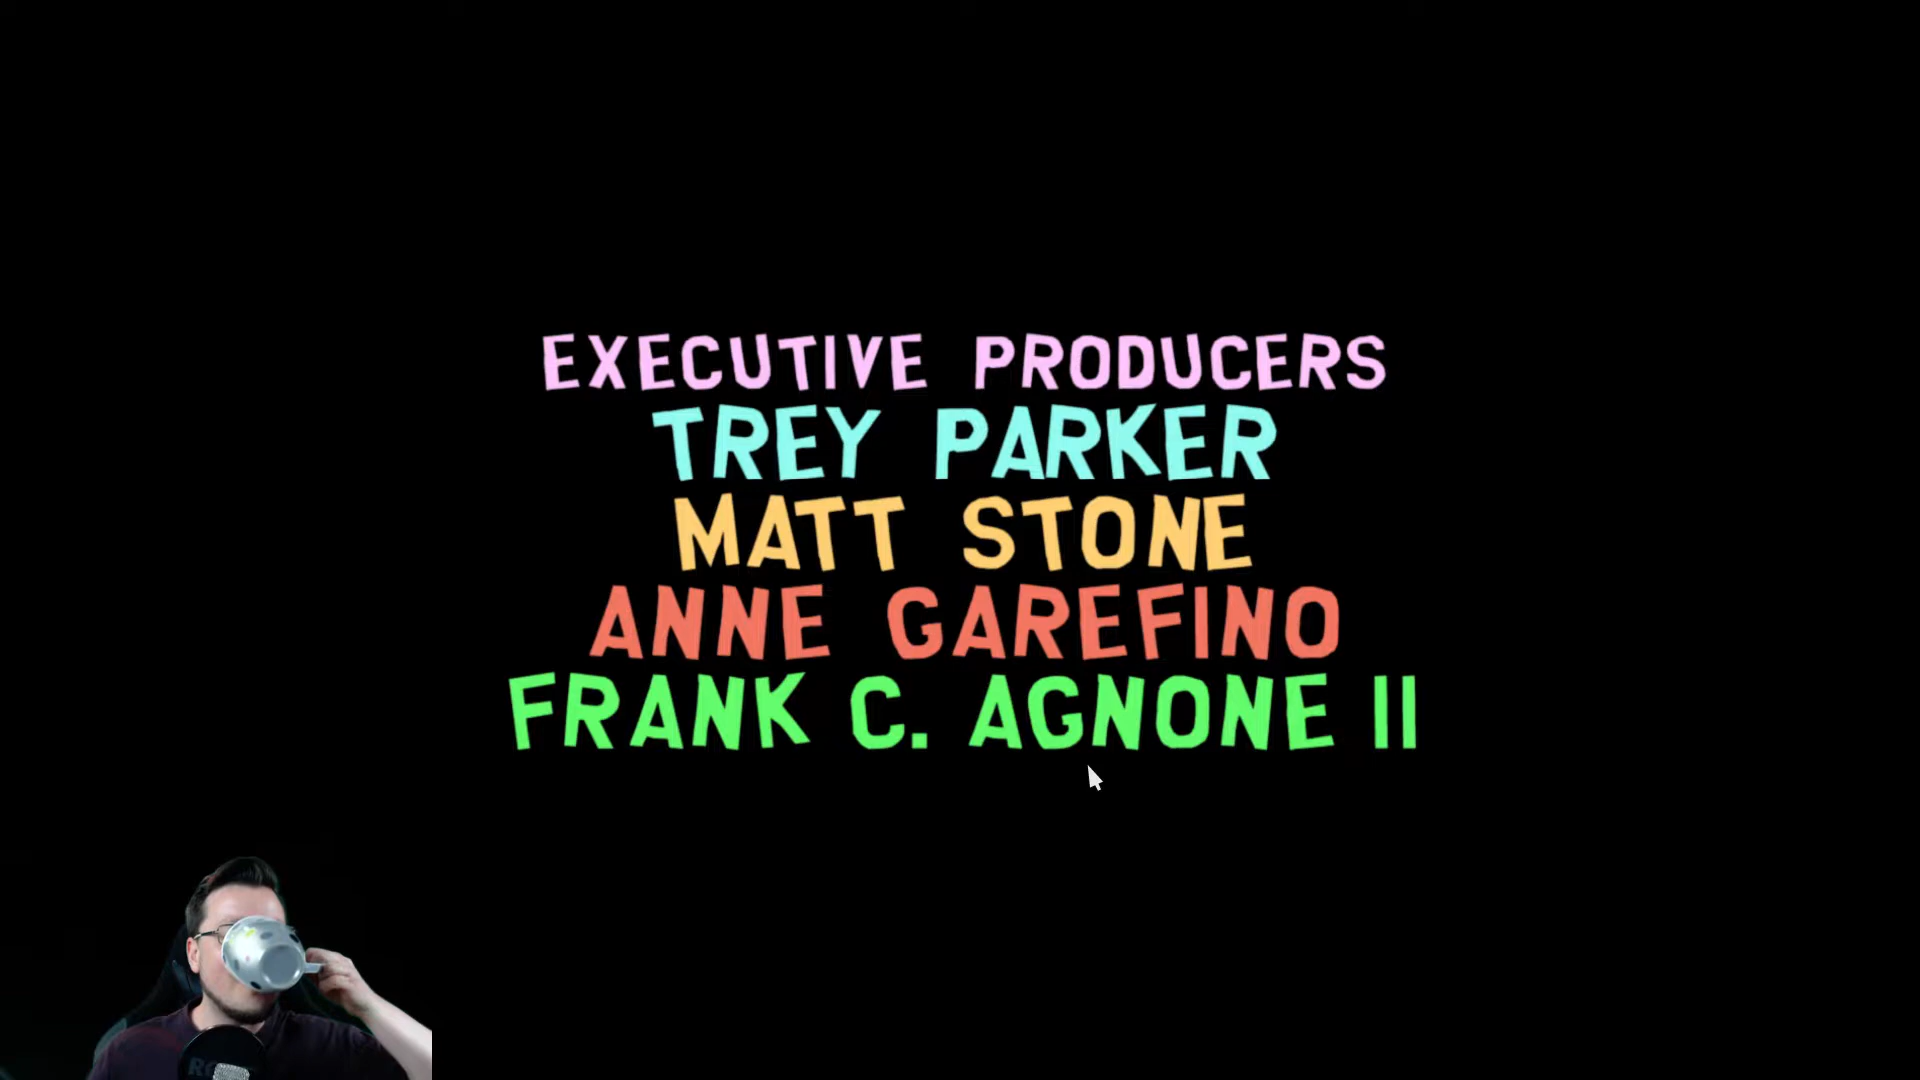 EXECUTIVE PRODUCERS
TREY PARKER
MATT STONE
ANNE GAREFINO
FRANK C. AGNONE II